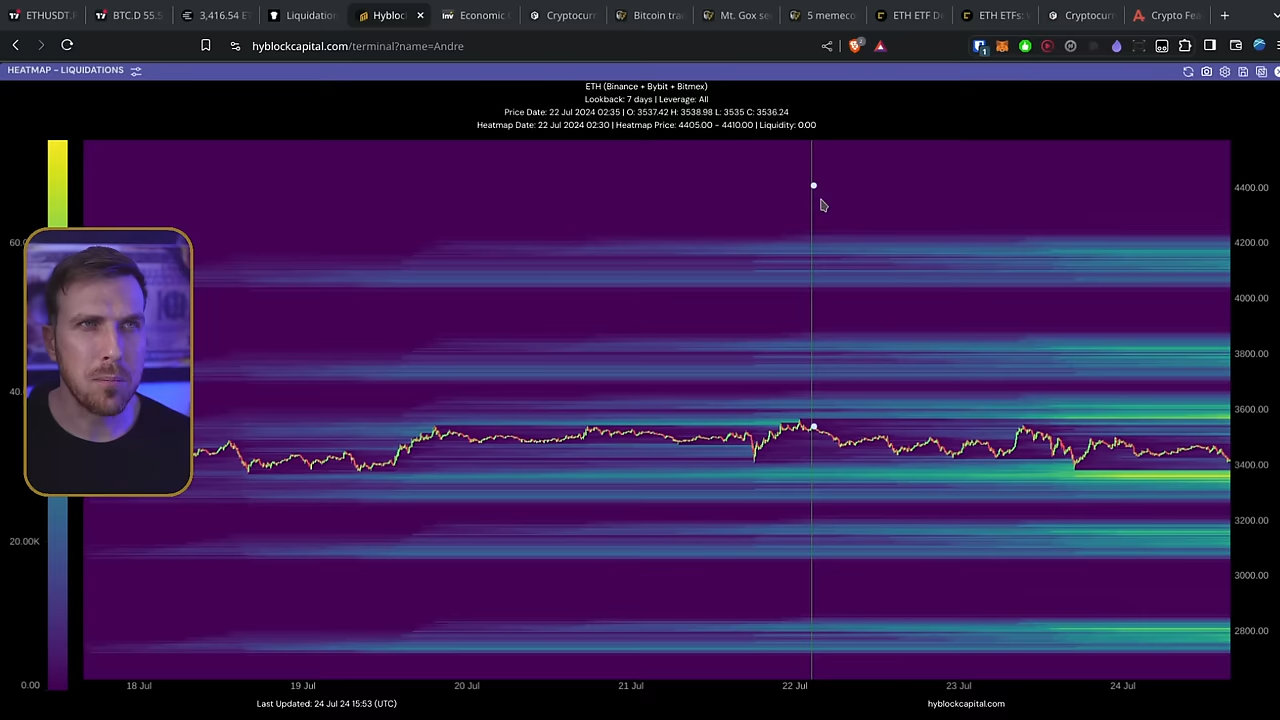 ETHUSDT.P
BTC.D 55.5
3,416.54 ET
Liquidation
Hybloc
Economic C
Cryptocurr
Bitcoin tra
Mt. Gox se
5 memeco
ETH ETF D
ETH ETFs:
Cryptocurr
Crypto Fea
hyblockcapital.com/terminal?name=Andre
2
1
HEATMAP - LIQUIDATIONS
ETH (Binance + Bybit + Bitmex)
Lookback: 7 days | Leverage: All
Price Date: 22 Jul 2024 02:35 | O: 3537.42 H: 3538.98 L: 3535 C: 3536.24
Heatmap Date: 22 Jul 2024 02:30 | Heatmap Price: 4405.00 - 4410.00 | Liquidity: 0.00
4400.00
60.0
4200.00
4000.00
3800.00
40.
3600.00
3400.00
3200.00
20.00K
3000.00
2800.00
0.00
18 Jul
19 Jul
20 Jul
21 Jul
22 Jul
23 Jul
24 Jul
Last Updated: 24 Jul 24 15:53 (UTC)
hyblockcapital.com